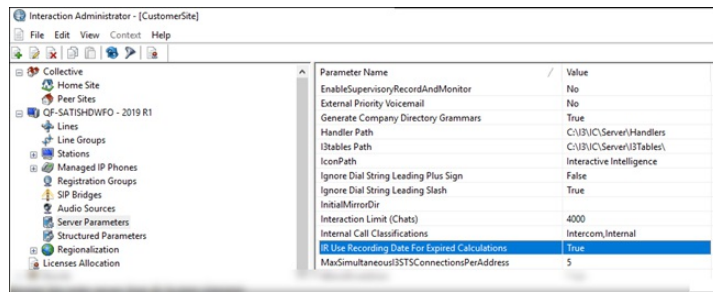 Interaction Administrator - [CustomerSite]
File Edit View Context Help
Collective
Home Site
Peer Sites
QF-SATISHDWFO - 2019 R1
Lines
Line Groups
Stations
Managed IP Phones
Registration Groups
SIP Bridges
Audio Sources
Server Parameters
Structured Parameters
Regionalization
Licenses Allocation
Parameter Name / Value
EnableSupervisoryRecordAndMonitor No
External Priority Voicemail No
Generate Company Directory Grammars True
Handler Path C:\I3\IC\Server\Handlers
I3tables Path C:\I3\IC\Server\I3Tables\
IconPath Interactive Intelligence
Ignore Dial String Leading Plus Sign False
Ignore Dial String Leading Slash True
InitialMirrorDir
Interaction Limit (Chats) 4000
Internal Call Classifications Intercom,Internal
IR Use Recording Date For Expired Calculations True
MaxSimultaneousI3STSConnectionsPerAddress 5